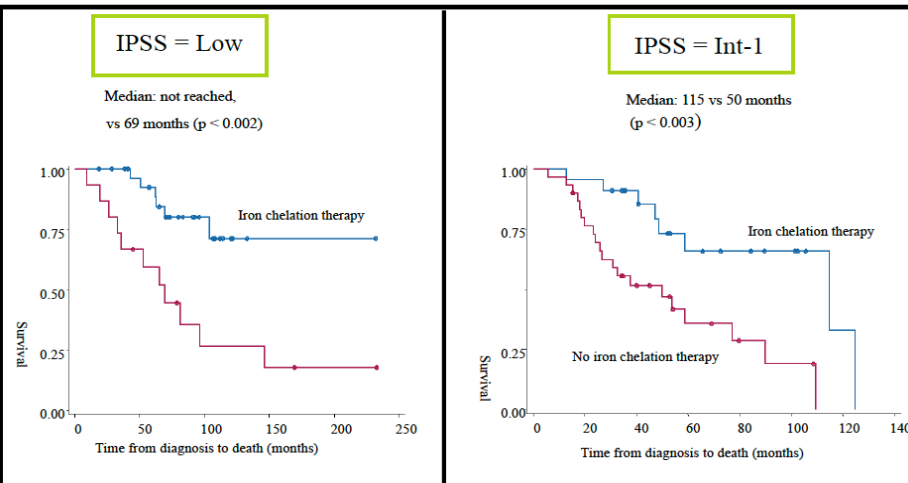 IPSS = Low
Median: not reached,
vs 69 months (p < 0.002)
1.00
0.75
0.50
0.25
0.00
Survival
Iron chelation therapy
0 50 100 150 200 250
Time from diagnosis to death (months)
IPSS = Int-1
Median: 115 vs 50 months
(p < 0.003)
1.00
0.75
0.25
0.00
Survival
Iron chelation therapy
No iron chelation therapy
0 20 40 60 80 100 120 140
Time from diagnosis to death (months)